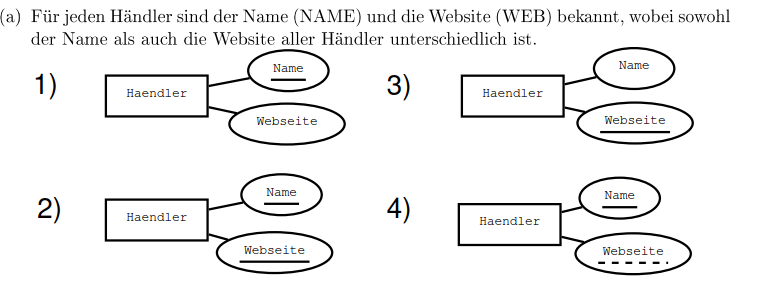 (a) Für jeden Händler sind der Name (NAME) und die Website (WEB) bekannt, wobei sowohl
der Name als auch die Website aller Händler unterschiedlich ist.
1)
Haendler
Name
Webseite
3)
Haendler
Name
Webseite
2)
Haendler
Name
Webseite
4)
Haendler
Name
Webseite